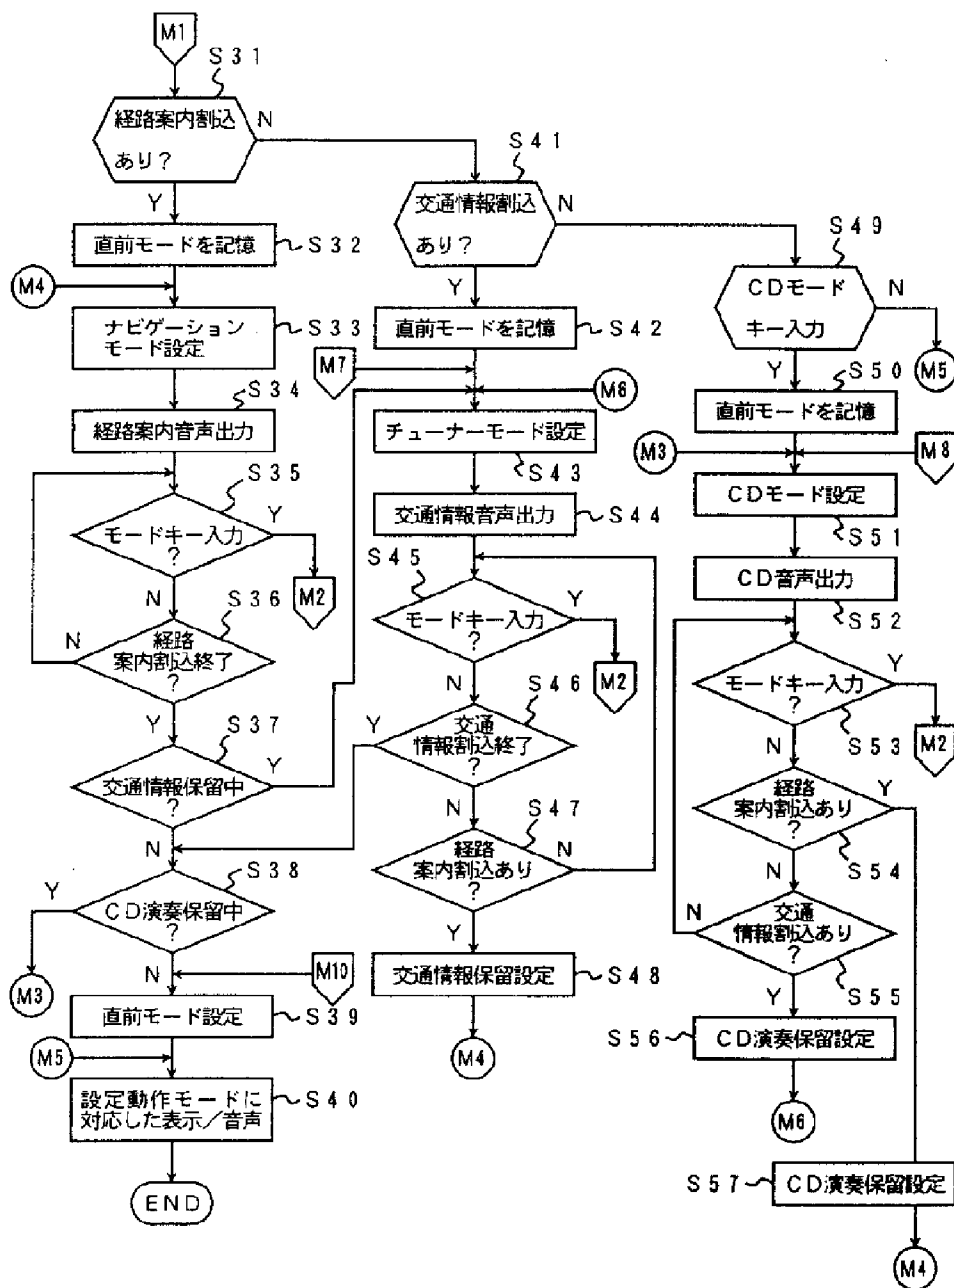 M1
S31
経路案内割込
あり?
N
Y
直前モードを記憶
S32
M4
ナビゲーション
モード設定
S33
S34
経路案内音声出力
S35
モードキー入力
?
Y
M2
N
S36
経路
案内割込終了
?
N
Y
S37
交通情報保留中
?
Y
N
S38
CD演奏保留中
?
Y
M3
N
M10
直前モード設定
S39
M5
設定動作モードに
対応した表示/音声
S40
END
S41
交通情報割込
あり?
N
Y
直前モードを記憶
S42
M7
M6
チューナーモード設定
S43
交通情報音声出力
S44
S45
モードキー入力
?
Y
M2
N
S46
交通
情報割込終了
?
Y
N
S47
経路
案内割込あり
?
N
Y
交通情報保留設定
S48
M4
S49
CDモード
キー入力
N
M5
Y
S50
直前モードを記憶
M3
M8
CDモード設定
S51
CD音声出力
S52
モードキー入力
?
Y
S53
M2
N
経路
案内割込あり
?
Y
S54
N
交通
情報割込あり
?
N
S55
Y
S56
CD演奏保留設定
M6
S57
CD演奏保留設定
M4